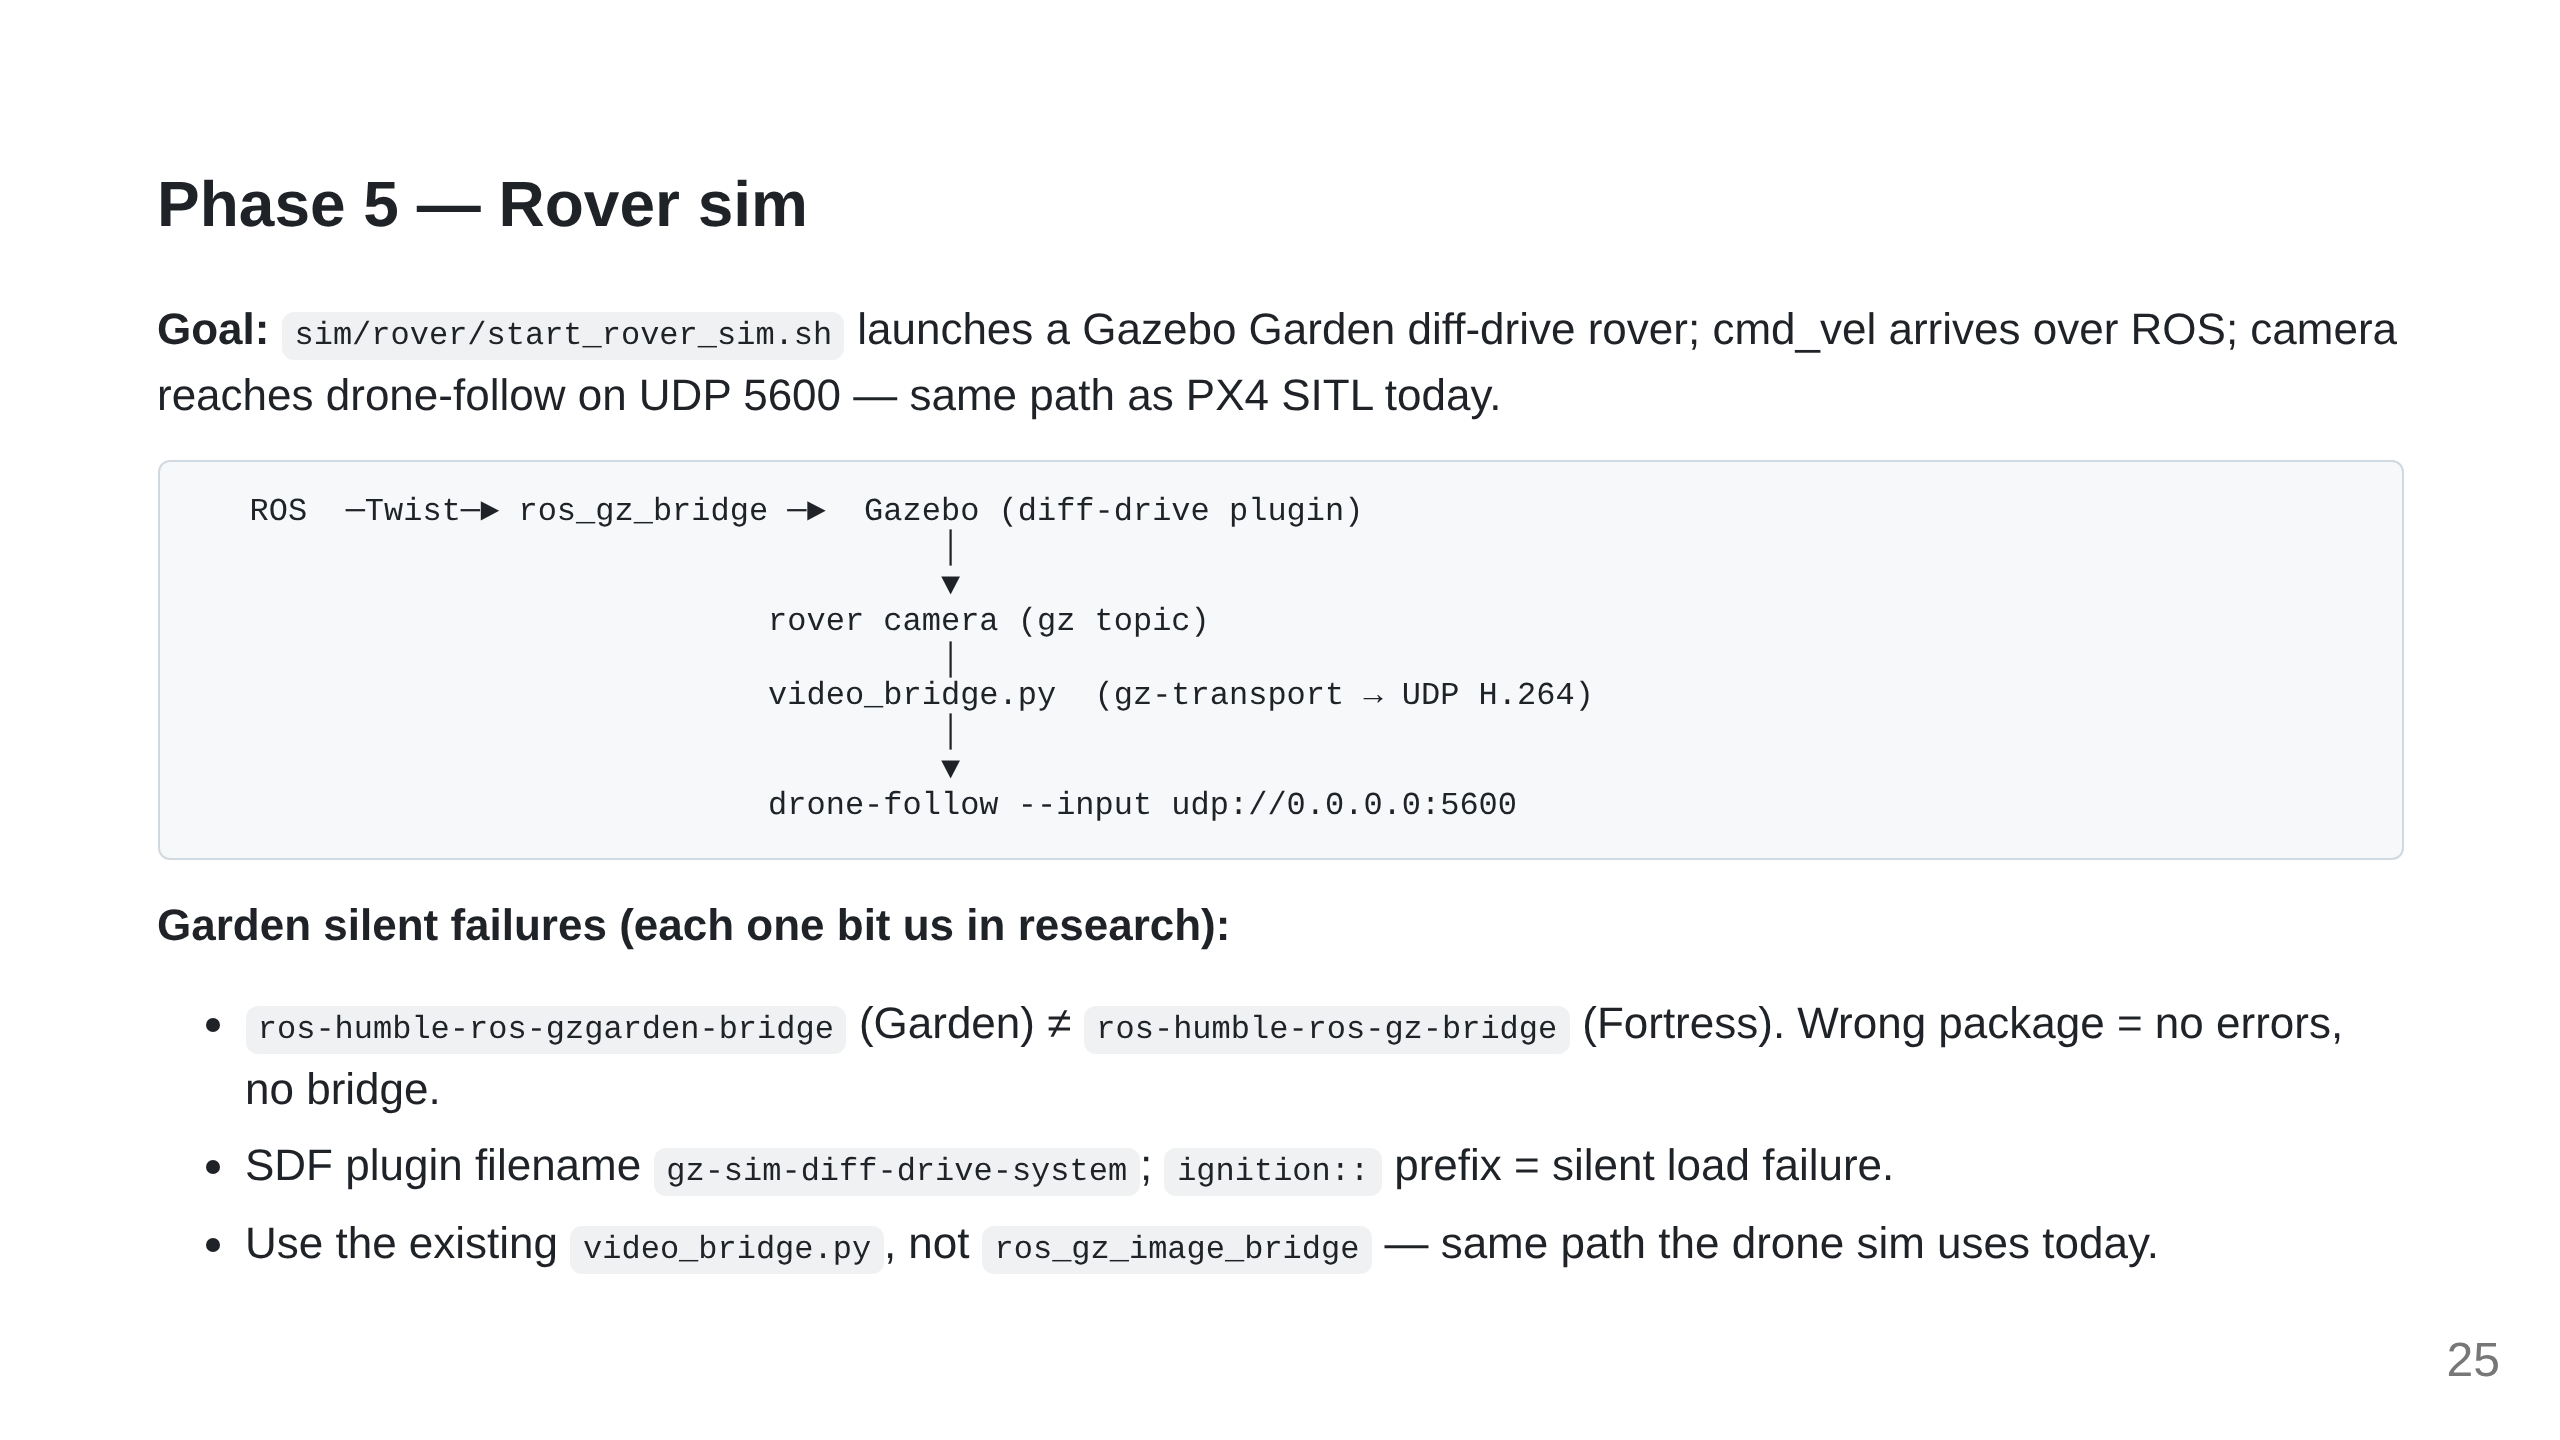 Phase 5 — Rover sim
Goal: sim/rover/start_rover_sim.sh launches a Gazebo Garden diff-drive rover; cmd_vel arrives over ROS; camera
reaches drone-follow on UDP 5600 — same path as PX4 SITL today.
ROS  ─Twist─► ros_gz_bridge ─►  Gazebo (diff-drive plugin)
│
▼
rover camera (gz topic)
│
video_bridge.py  (gz-transport → UDP H.264)
│
▼
drone-follow --input udp://0.0.0.0:5600
Garden silent failures (each one bit us in research):
• ros-humble-ros-gzgarden-bridge (Garden) ≠ ros-humble-ros-gz-bridge (Fortress). Wrong package = no errors,
no bridge.
• SDF plugin filename gz-sim-diff-drive-system; ignition:: prefix = silent load failure.
• Use the existing video_bridge.py, not ros_gz_image_bridge — same path the drone sim uses today.
25